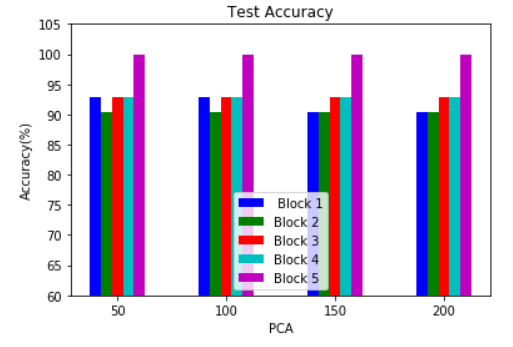 Test Accuracy
105
100
95
90
85
80
75
70
65
60
Accuracy(%)
Block 1
Block 2
Block 3
Block 4
Block 5
50 100 150 200
PCA